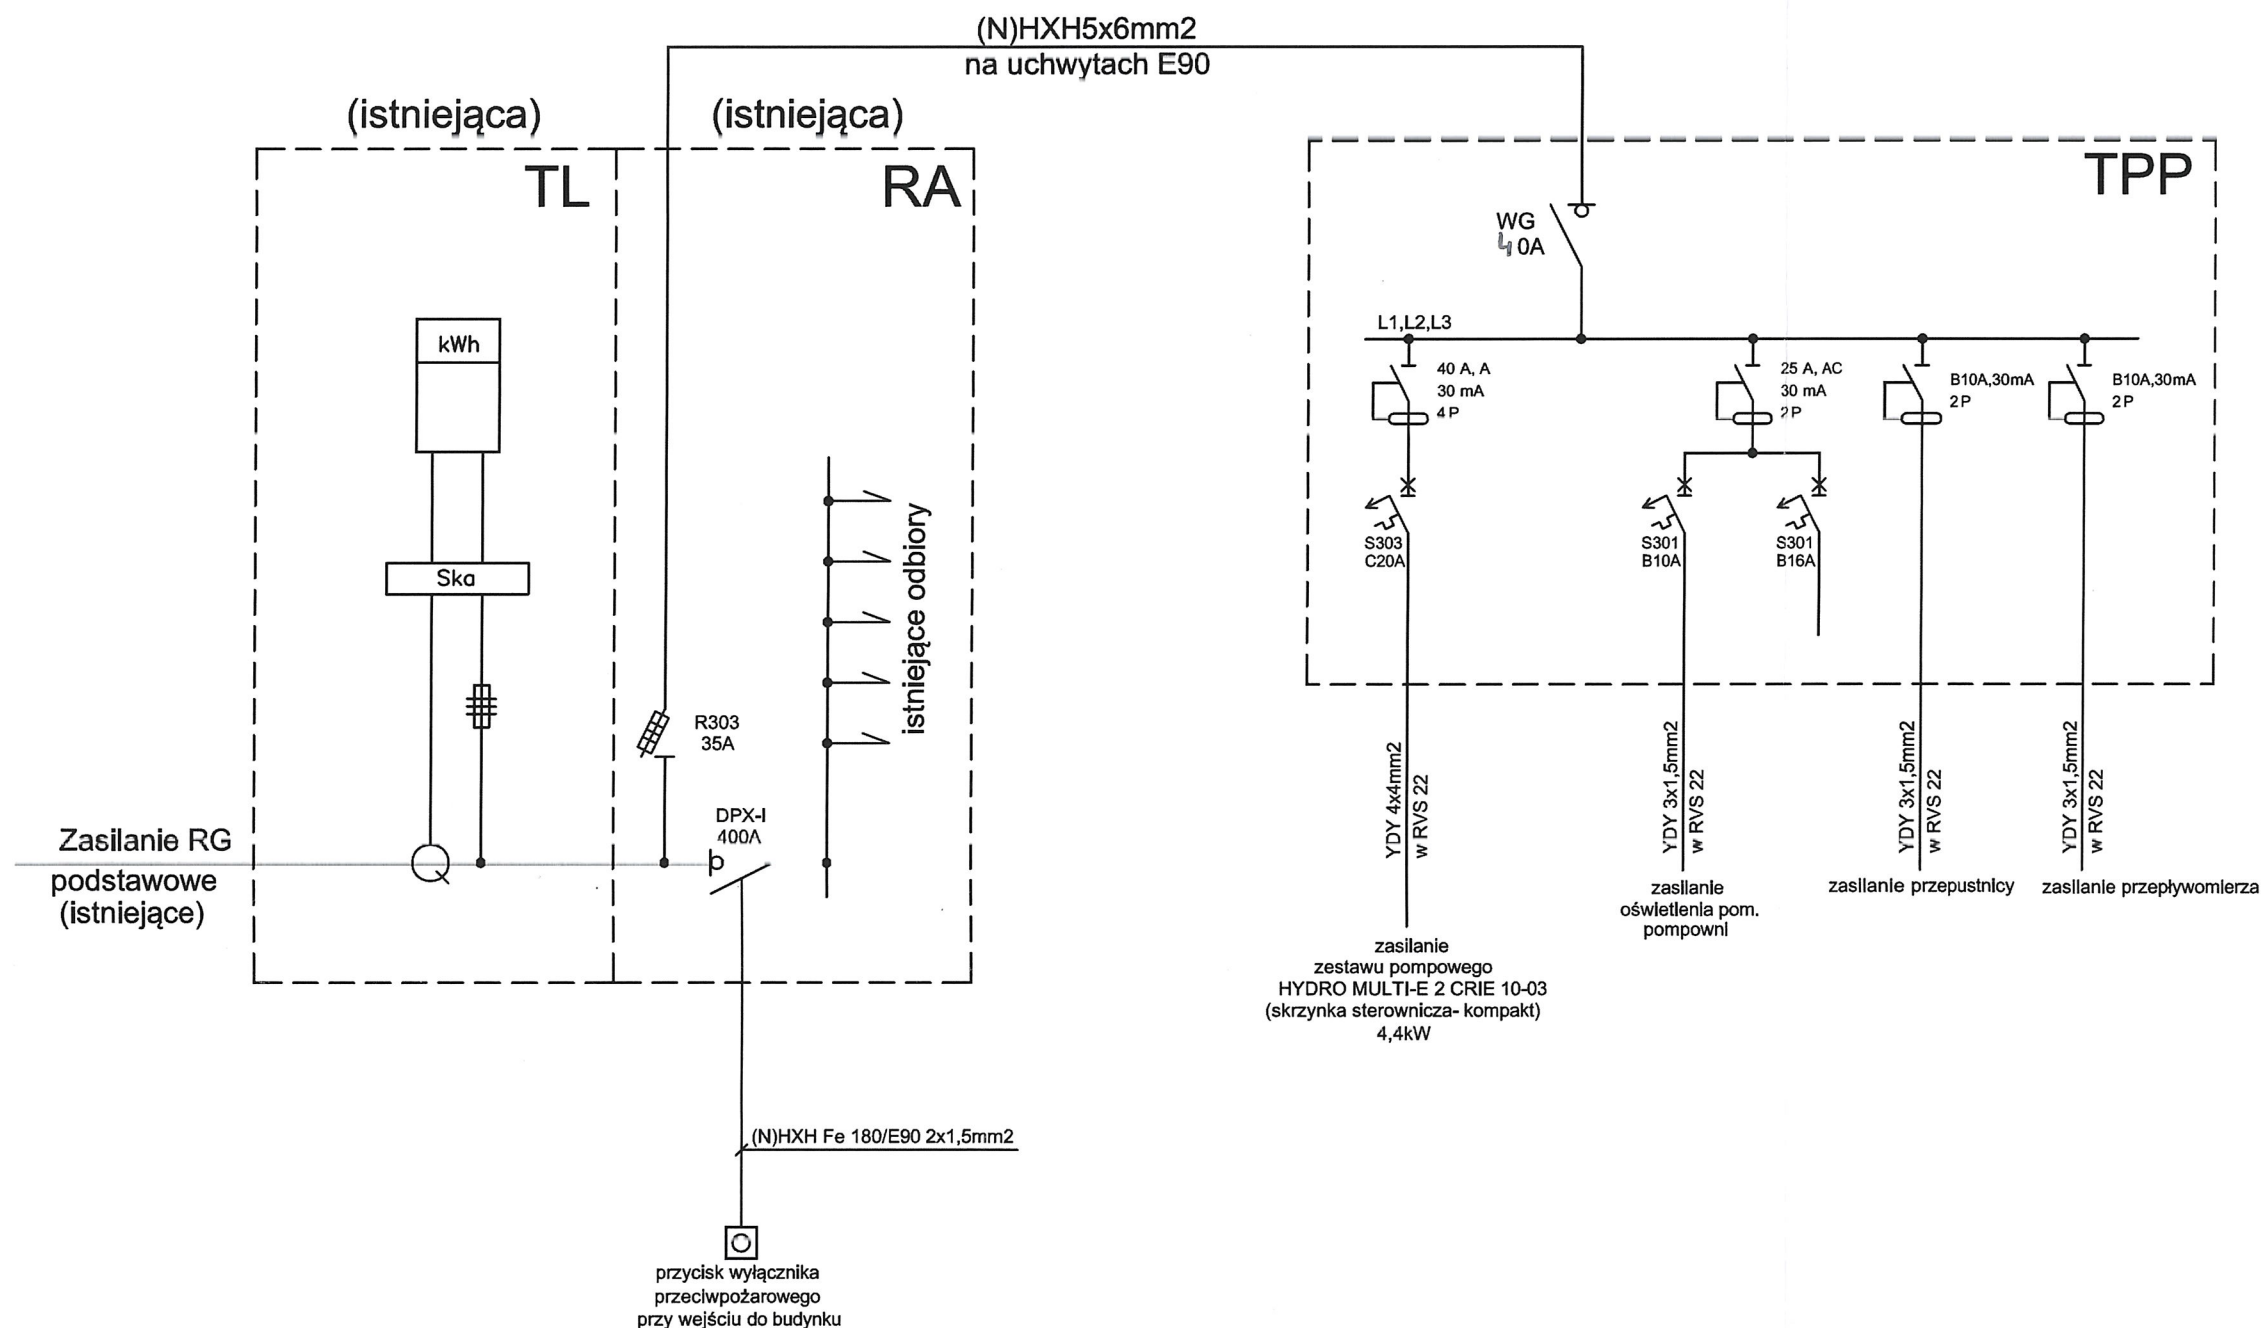 (N)HXH5x6mm2
na uchwytach E90
(istniejąca)
(istniejąca)
TL
RA
TPP
WG
40A
L1,L2,L3
kWh
Ska
40 A, A
30 mA
4P
25 A, AC
30 mA
2P
B10A,30mA
2P
B10A,30mA
2P
S303
C20A
S301
B10A
S301
B16A
istniejące odbiory
R303
35A
DPX-I
400A
Zasilanie RG
podstawowe
(istniejące)
YDY 4x4mm2
w RVS 22
YDY 3x1,5mm2
w RVS 22
YDY 3x1,5mm2
w RVS 22
YDY 3x1,5mm2
w RVS 22
zasilanie
zestawu pompowego
HYDRO MULTI-E 2 CRIE 10-03
(skrzynka sterownicza- kompakt)
4,4kW
zasilanie
oświetlenia pom.
pompowni
zasilanie przepustnicy
zasilanie przepływomierza
(N)HXH Fe 180/E90 2x1,5mm2
przycisk wyłącznika
przeciwpożarowego
przy wejściu do budynku